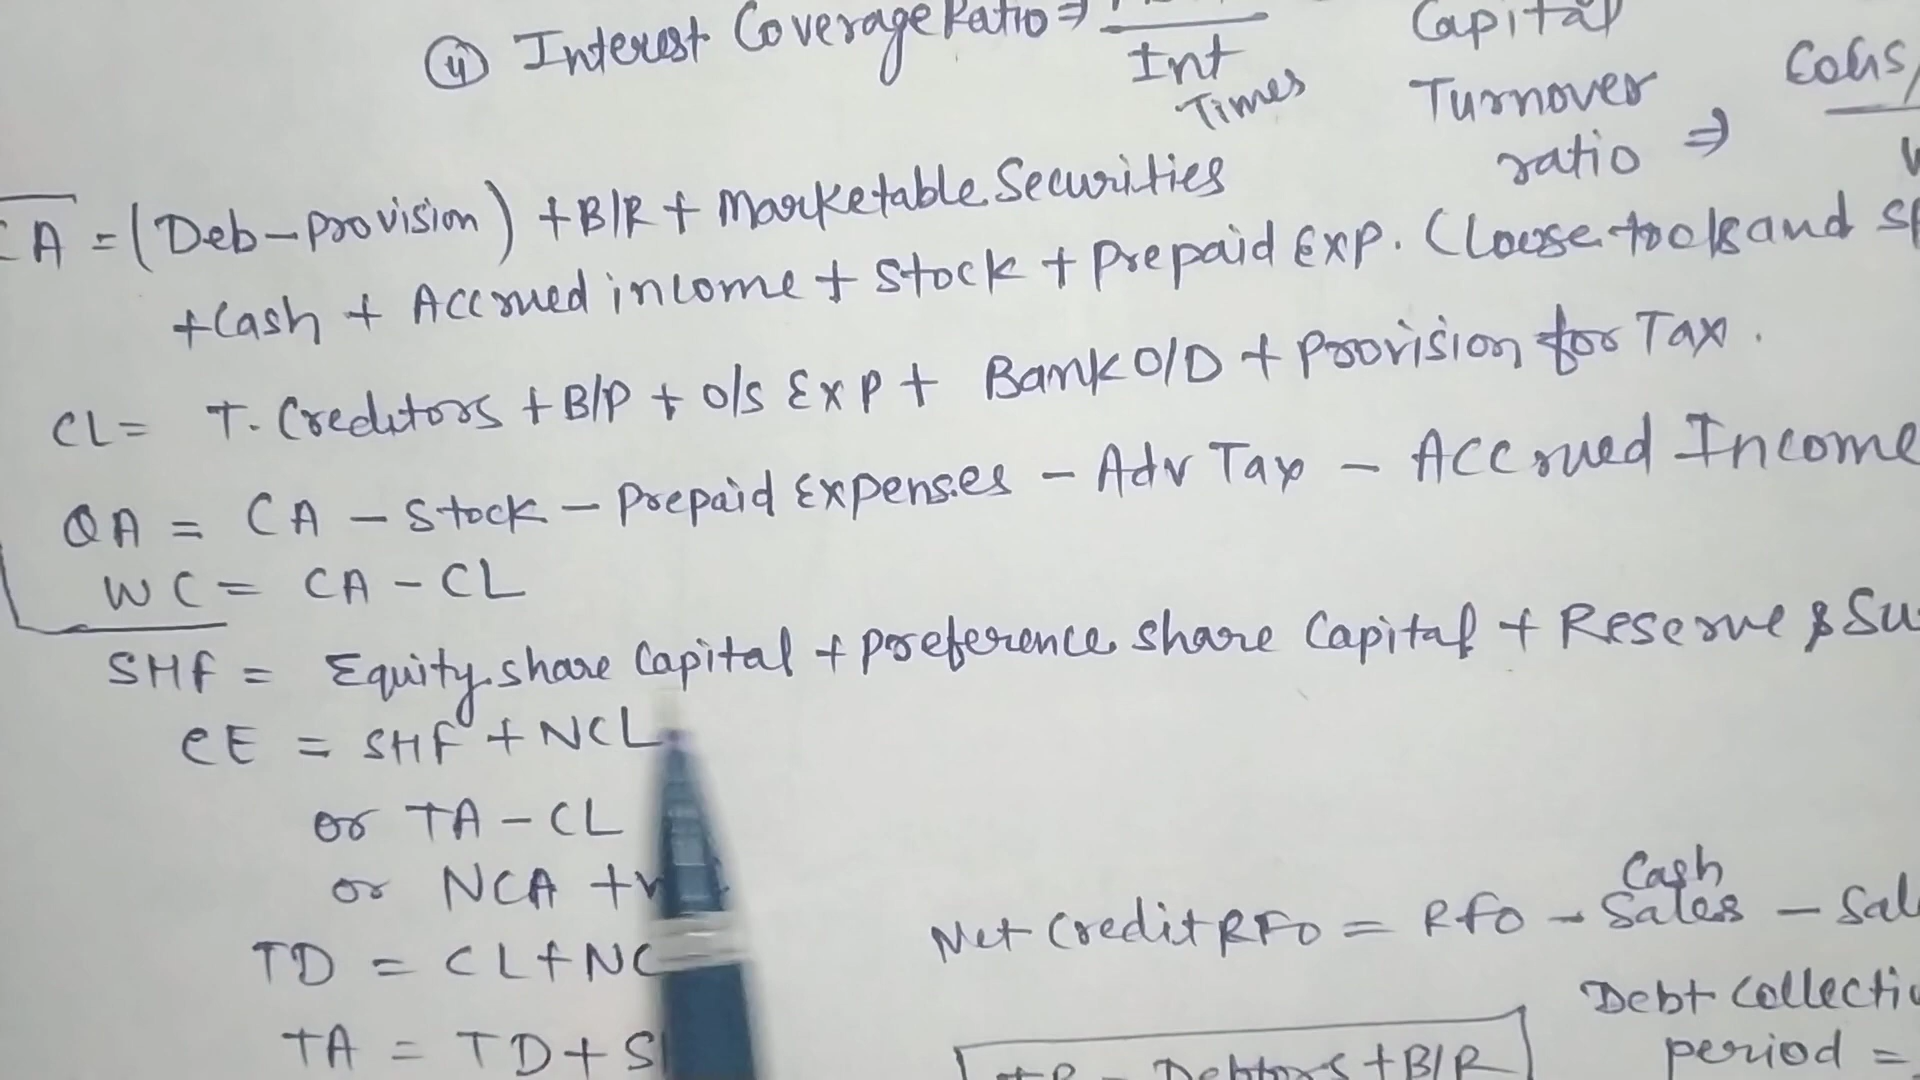 (4) Interest Coverage Ratio ⇒
Int
Times
Capital
Turnover
ratio ⇒
COGS/
CA = (Deb - provision) + B/R + Marketable Securities
+ Cash + Accrued income + Stock + Prepaid Exp. (Loose tools and
CL = T. Creditors + B/P + O/S Exp + Bank O/D + Provision for Tax.
QA = CA - Stock - Prepaid Expenses - Adv Tax - Accrued Income
WC = CA - CL
SHF = Equity share Capital + preference share Capital + Reserve &
CE = SHF + NCL
or TA - CL
or NCA +
TD = CL +
TA = TD +
Net Credit RFO = RFO - Cash Sales -
Debt
period =
Debtors + B/R